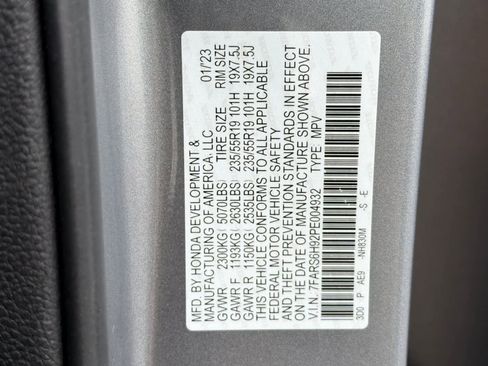 MFD. BY HONDA DEVELOPMENT &
MANUFACTURING OF AMERICA, LLC 01/'23
GVWR 2300KG( 5070LBS) TIRE SIZE RIM SIZE
GAWR F 1193KG( 2630LBS) 235/55R19 101H 19X7.5J
GAWR R 1150KG( 2535LBS) 235/55R19 101H 19X7.5J
THIS VEHICLE CONFORMS TO ALL APPLICABLE
FEDERAL MOTOR VEHICLE SAFETY
AND THEFT PREVENTION STANDARDS IN EFFECT
ON THE DATE OF MANUFACTURE SHOWN ABOVE.
V.I.N. 7FARS6H92PE004932 TYPE: MPV
3D0 P AE9 -NH830M -S -E